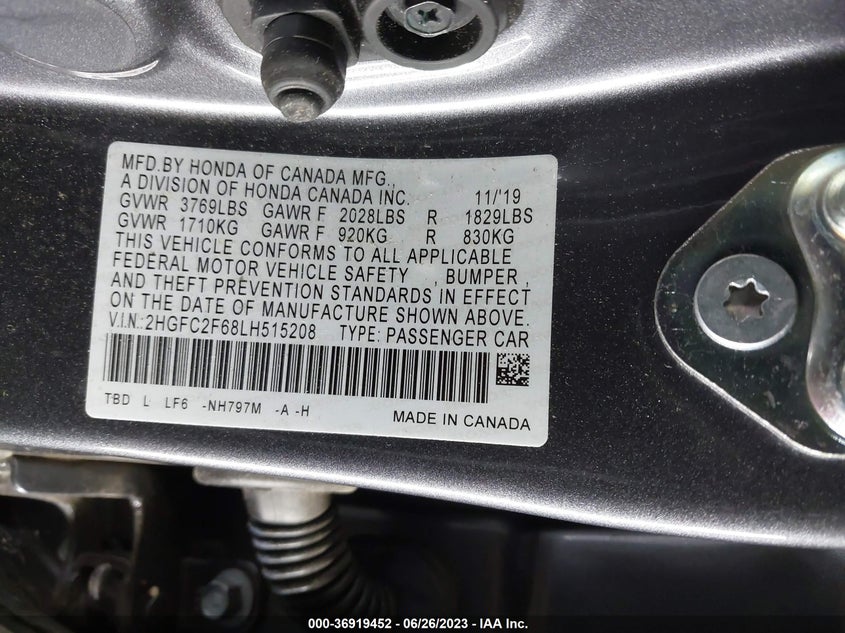 MFD.BY HONDA OF CANADA MFG.,
A DIVISION OF HONDA CANADA INC. 11/'19
GVWR 3769LBS GAWR F 2028LBS R 1829LBS
GVWR 1710KG GAWR F 920KG R 830KG
THIS VEHICLE CONFORMS TO ALL APPLICABLE
FEDERAL MOTOR VEHICLE SAFETY , BUMPER ,
AND THEFT PREVENTION STANDARDS IN EFFECT
ON THE DATE OF MANUFACTURE SHOWN ABOVE.
V.I.N.:2HGFC2F68LH515208 TYPE: PASSENGER CAR
TBD L LF6 -NH797M -A -H MADE IN CANADA
000-36919452 - 06/26/2023 - IAA Inc.